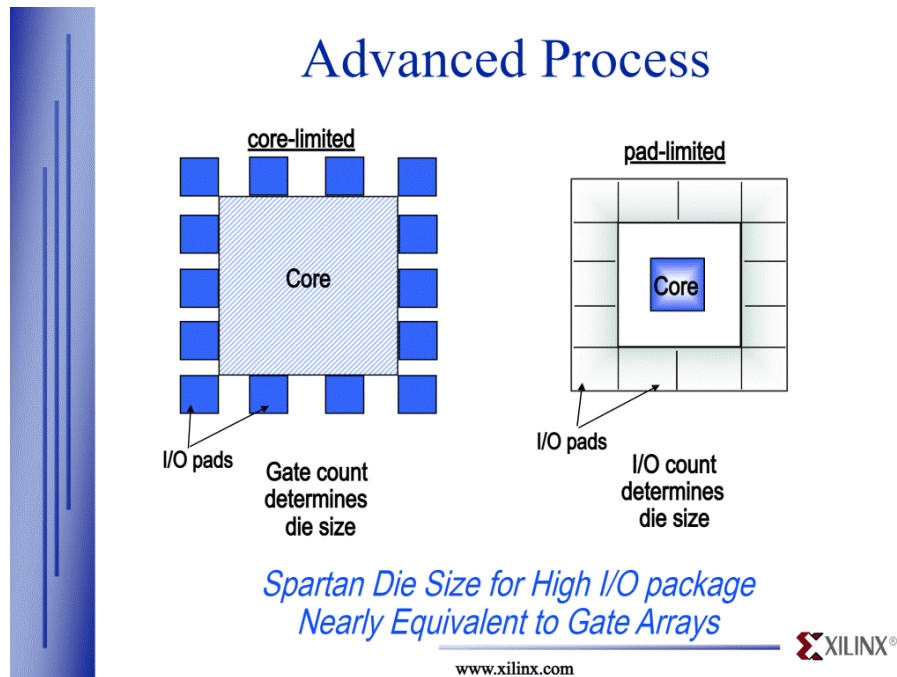 Advanced Process
core-limited
Core
I/O pads
Gate count
determines
die size
pad-limited
Core
I/O pads
I/O count
determines
die size
Spartan Die Size for High I/O package
Nearly Equivalent to Gate Arrays
www.xilinx.com
XILINX®